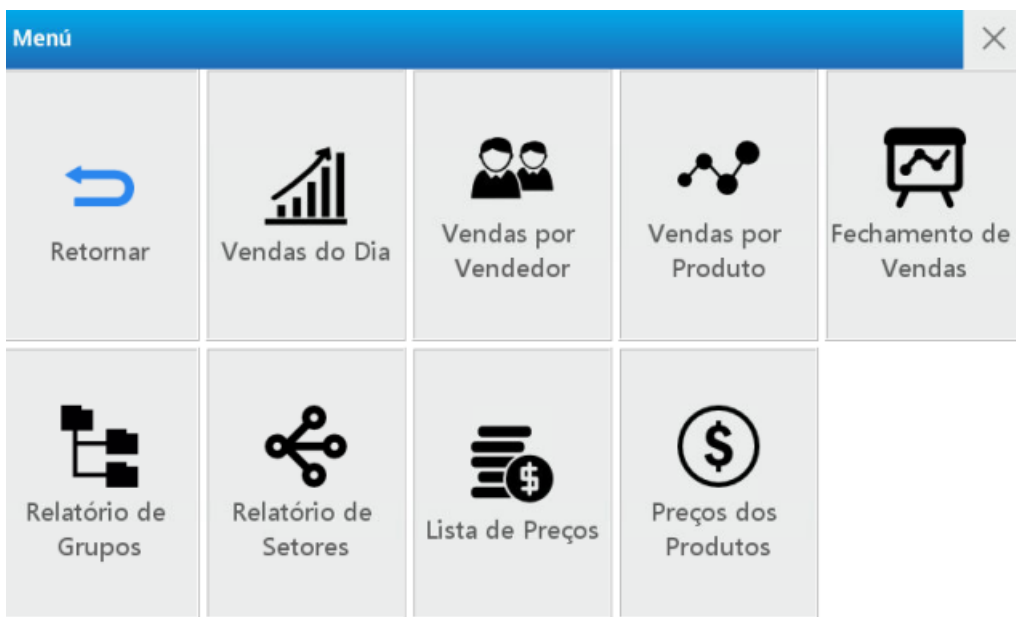 Menú
Retornar
Vendas do Dia
Vendas por
Vendedor
Vendas por
Produto
Fechamento de
Vendas
Relatório de
Grupos
Relatório de
Setores
Lista de Preços
Preços dos
Produtos